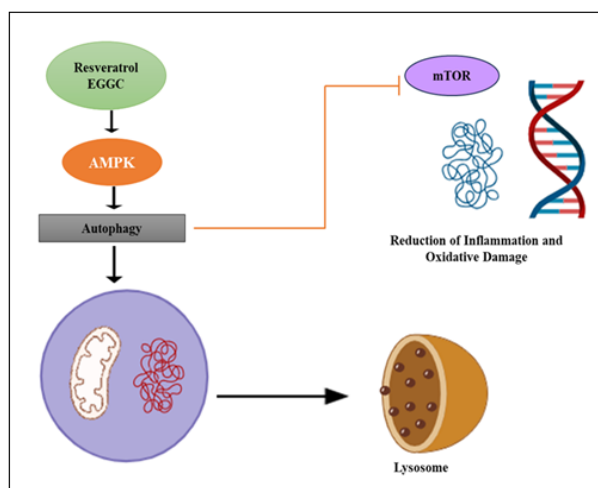 Resveratrol
EGGC
mTOR
AMPK
Autophagy
Reduction of Inflammation and
Oxidative Damage
Lysosome